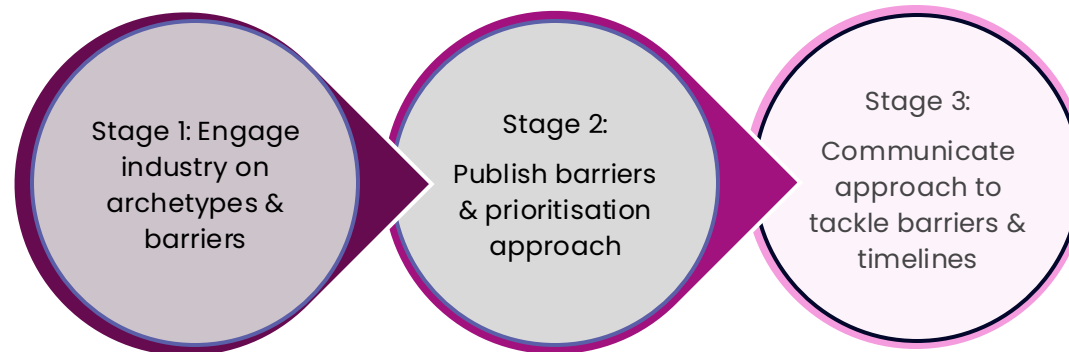 Stage 1: Engage
industry on
archetypes &
barriers
Stage 2:
Publish barriers
& prioritisation
approach
Stage 3:
Communicate
approach to
tackle barriers &
timelines